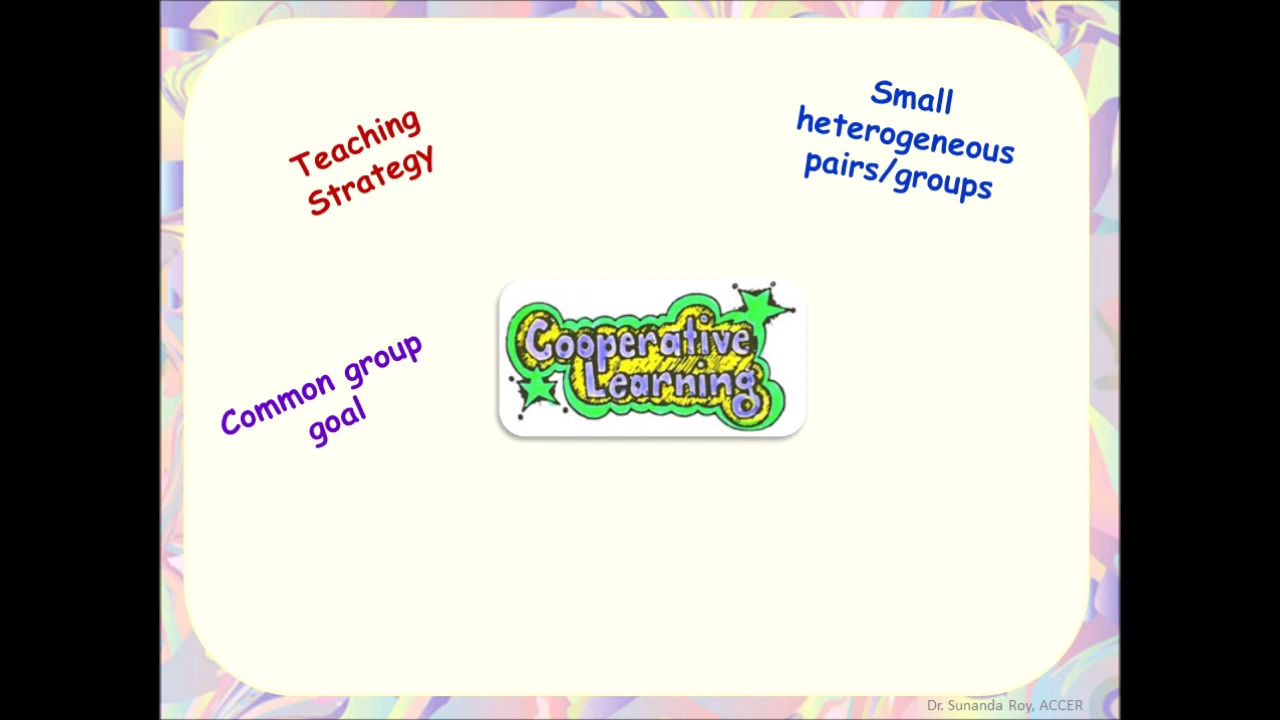 Teaching
Strategy
Small
heterogeneous
pairs/groups
Cooperative
Learning
Common group
goal
Dr. Sunanda Roy, ACCER